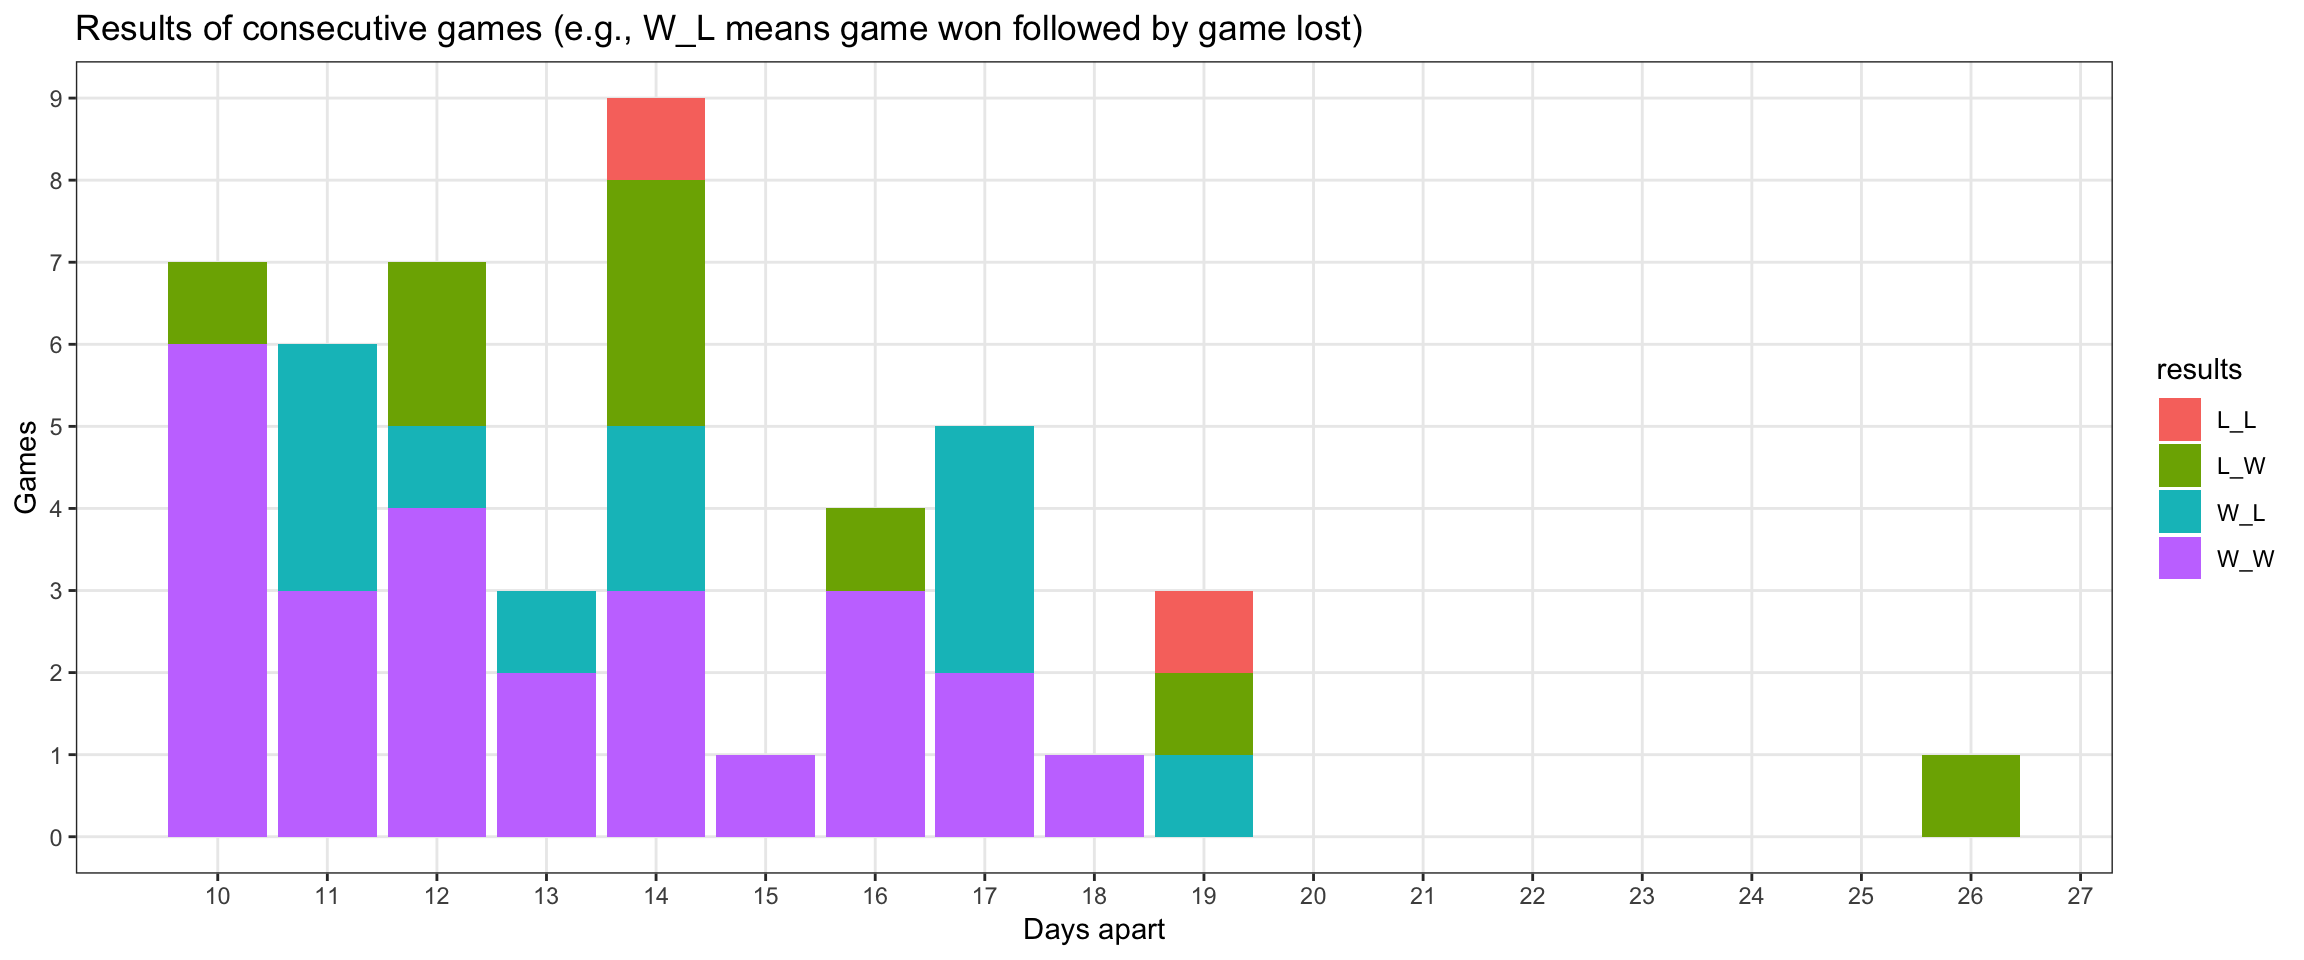 Results of consecutive games (e.g., W_L means game won followed by game lost)
9
8
7
6
5
4
3
2
1
0
Games
10 11 12 13 14 15 16 17 18 19 20 21 22 23 24 25 26 27
Days apart
results
L_L
L_W
W_L
W_W